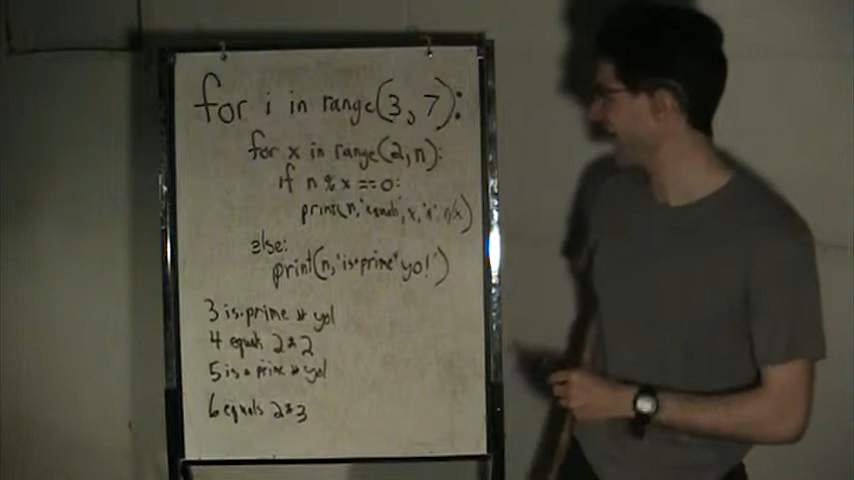 for i in range(3, 7):
for x in range(2, n):
if n % x == 0:
print(n, 'equals', x, '*', n/x)
else:
print(n, 'is a prime # yo!')
3 is a prime # yo!
4 equals 2 * 2
5 is a prime # yo!
6 equals 2 * 3